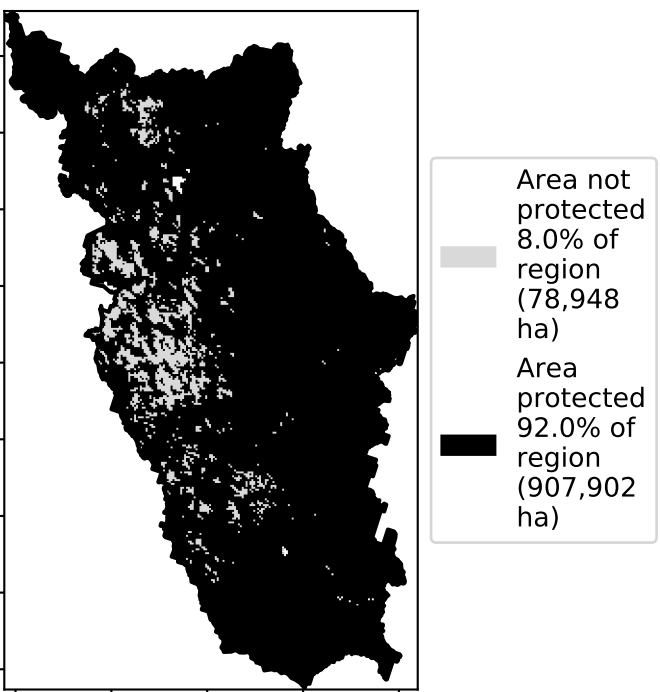 Area not
protected
8.0% of
region
(78,948
ha)
Area
protected
92.0% of
region
(907,902
ha)